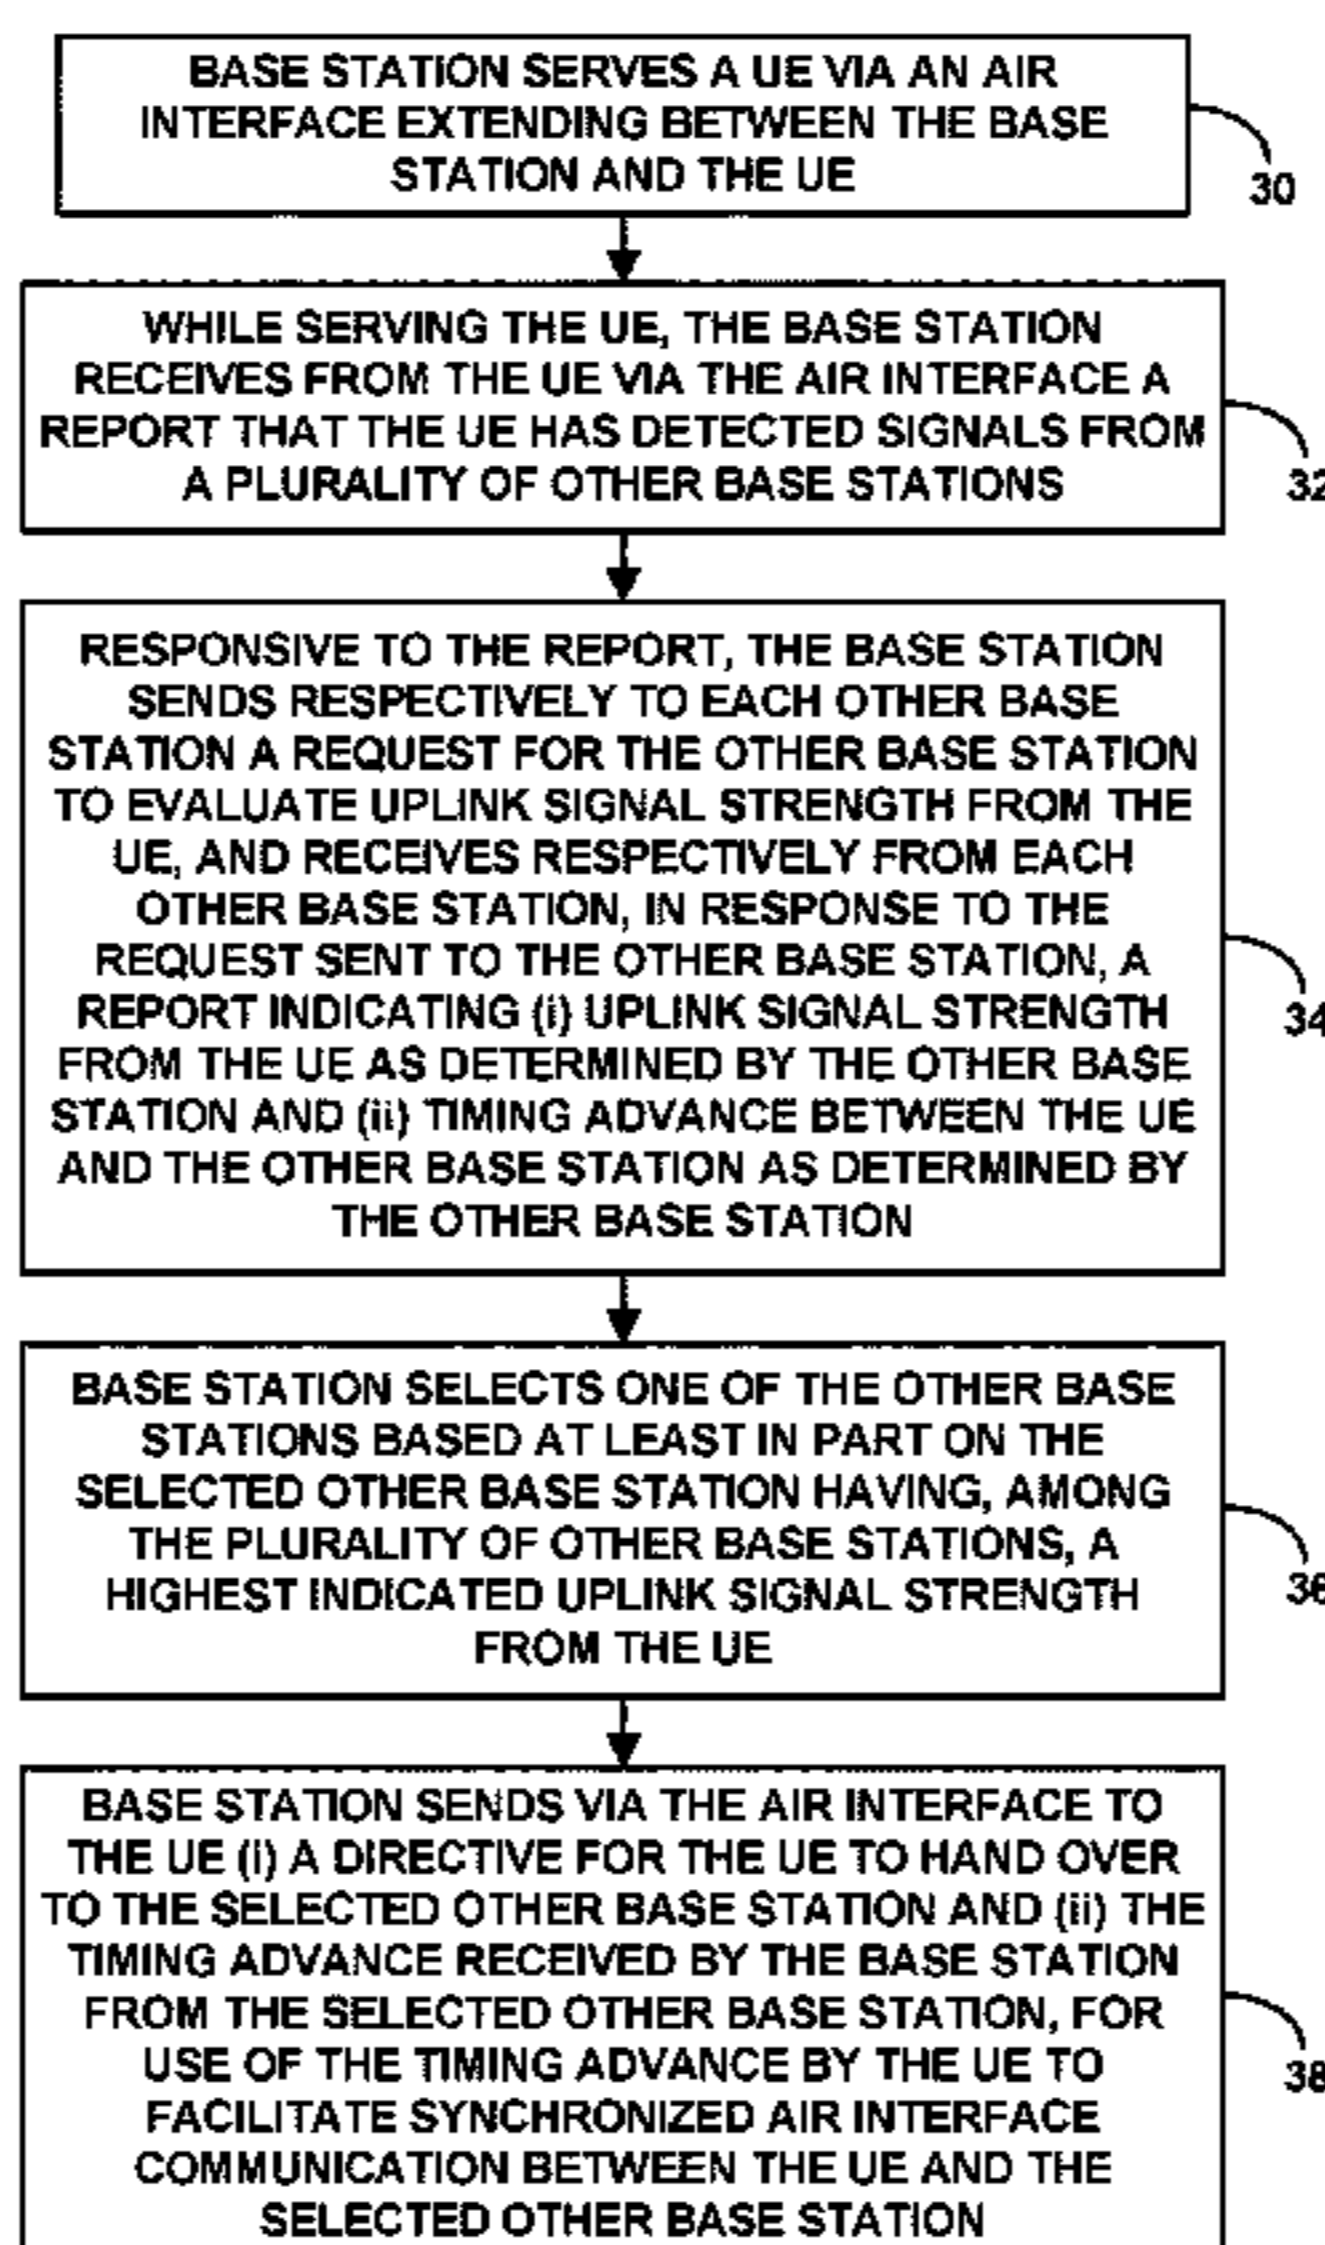 BASE STATION SERVES A UE VIA AN AIR
INTERFACE EXTENDING BETWEEN THE BASE
STATION AND THE UE
30
WHILE SERVING THE UE, THE BASE STATION
RECEIVES FROM THE UE VIA THE AIR INTERFACE A
REPORT THAT THE UE HAS DETECTED SIGNALS FROM
A PLURALITY OF OTHER BASE STATIONS
32
RESPONSIVE TO THE REPORT, THE BASE STATION
SENDS RESPECTIVELY TO EACH OTHER BASE
STATION A REQUEST FOR THE OTHER BASE STATION
TO EVALUATE UPLINK SIGNAL STRENGTH FROM THE
UE, AND RECEIVES RESPECTIVELY FROM EACH
OTHER BASE STATION, IN RESPONSE TO THE
REQUEST SENT TO THE OTHER BASE STATION, A
REPORT INDICATING (i) UPLINK SIGNAL STRENGTH
FROM THE UE AS DETERMINED BY THE OTHER BASE
STATION AND (ii) TIMING ADVANCE BETWEEN THE UE
AND THE OTHER BASE STATION AS DETERMINED BY
THE OTHER BASE STATION
34
BASE STATION SELECTS ONE OF THE OTHER BASE
STATIONS BASED AT LEAST IN PART ON THE
SELECTED OTHER BASE STATION HAVING, AMONG
THE PLURALITY OF OTHER BASE STATIONS, A
HIGHEST INDICATED UPLINK SIGNAL STRENGTH
FROM THE UE
36
BASE STATION SENDS VIA THE AIR INTERFACE TO
THE UE (i) A DIRECTIVE FOR THE UE TO HAND OVER
TO THE SELECTED OTHER BASE STATION AND (ii) THE
TIMING ADVANCE RECEIVED BY THE BASE STATION
FROM THE SELECTED OTHER BASE STATION, FOR
USE OF THE TIMING ADVANCE BY THE UE TO
FACILITATE SYNCHRONIZED AIR INTERFACE
COMMUNICATION BETWEEN THE UE AND THE
SELECTED OTHER BASE STATION
38